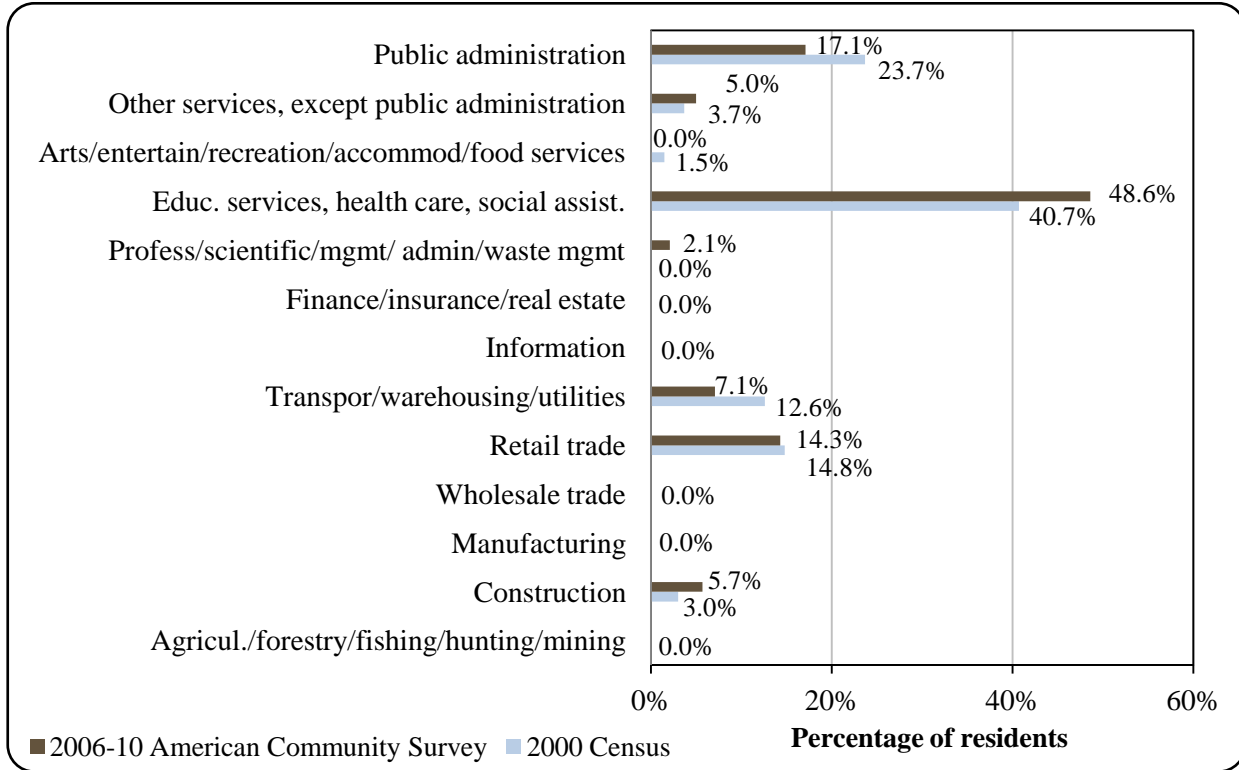 Public administration
17.1%
23.7%
Other services, except public administration
5.0%
3.7%
Arts/entertain/recreation/accommod/food services
0.0%
1.5%
Educ. services, health care, social assist.
48.6%
40.7%
Profess/scientific/mgmt/ admin/waste mgmt
2.1%
0.0%
Finance/insurance/real estate
0.0%
Information
0.0%
Transpor/warehousing/utilities
7.1%
12.6%
Retail trade
14.3%
14.8%
Wholesale trade
0.0%
Manufacturing
0.0%
Construction
5.7%
3.0%
Agricul./forestry/fishing/hunting/mining
0.0%
0% 20% 40% 60%
Percentage of residents
2006-10 American Community Survey 2000 Census